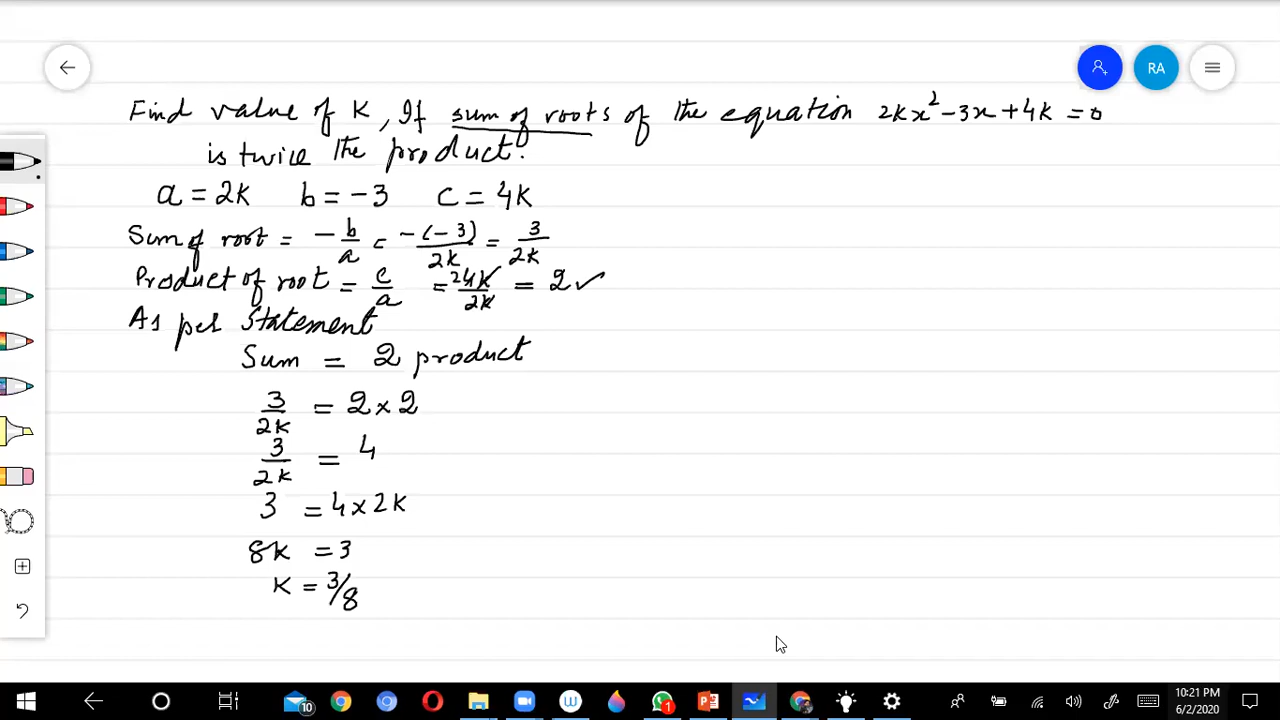 RA
Find value of K, If sum of roots of the equation 2kx² - 3x + 4k = 0
is twice the product.
a = 2K b = -3 c = 4K
Sum of root = -b/a = -(-3)/2K = 3/2K
Product of root = c/a = 24K/2K = 2 ✓
As per Statement
Sum = 2 product
3/2K = 2 × 2
3/2K = 4
3 = 4 × 2K
8K = 3
K = 3/8
10
1
10:21 PM
6/2/2020